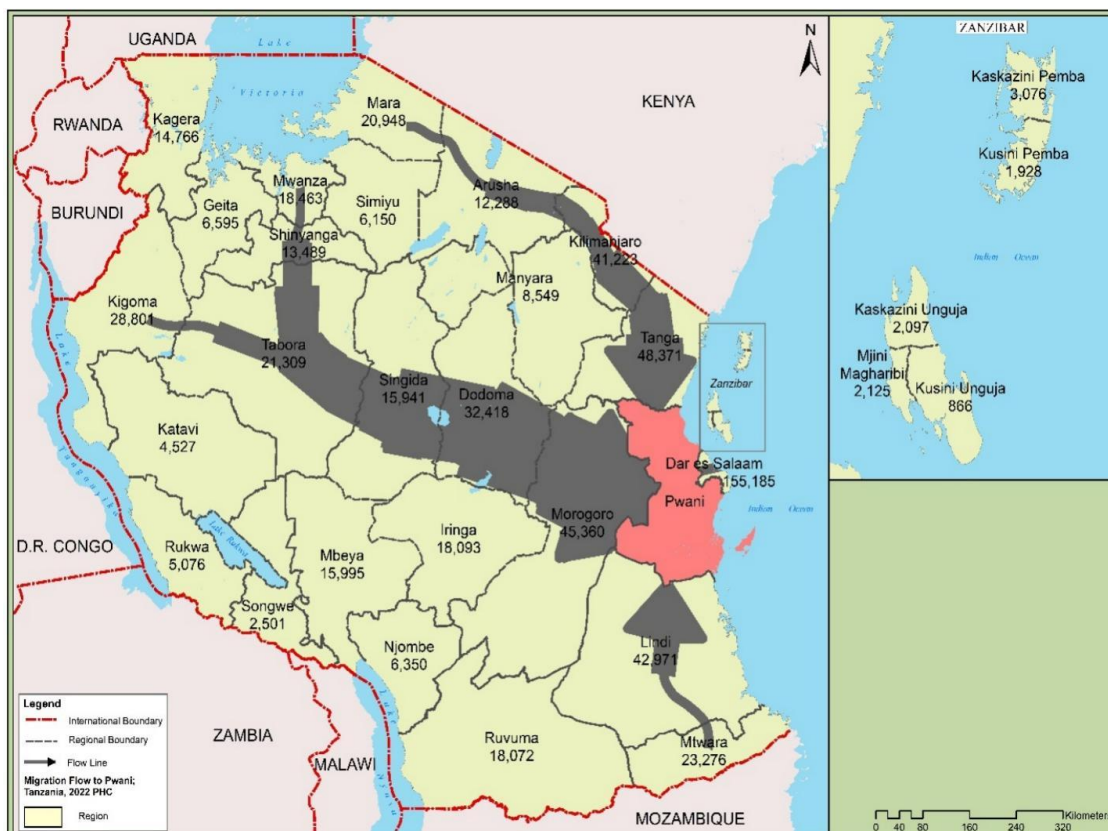 UGANDA
Lake
Victoria
N
KENYA
RWANDA
BURUNDI
Kagera
14,766
Mara
20,948
Mwanza
18,463
Geita
6,595
Simiyu
6,150
Arusha
12,288
Shinyanga
13,489
Kilimanjaro
41,223
Manyara
8,549
Kigoma
28,801
Tabora
21,309
Singida
15,941
Dodoma
32,418
Tanga
48,371
Zanzibar
Katavi
4,527
Lake
Tanganyika
Dar es Salaam
155,185
Pwani
Indian Ocean
Morogoro
45,360
Iringa
18,093
D.R. CONGO
Rukwa
5,076
Lake Rukwa
Mbeya
15,995
Songwe
2,501
Njombe
6,350
Lindi
42,971
Ruvuma
18,072
Mtwara
23,276
ZAMBIA
MALAWI
Lake
Nyasa
MOZAMBIQUE
Legend
International Boundary
Regional Boundary
Flow Line
Migration Flow to Pwani;
Tanzania, 2022 PHC
Region
ZANZIBAR
Kaskazini Pemba
3,076
Kusini Pemba
1,928
Indian Ocean
Kaskazini Unguja
2,097
Mjini
Magharibi
2,125
Kusini Unguja
866
Kilometers
0 40 80 160 240 320